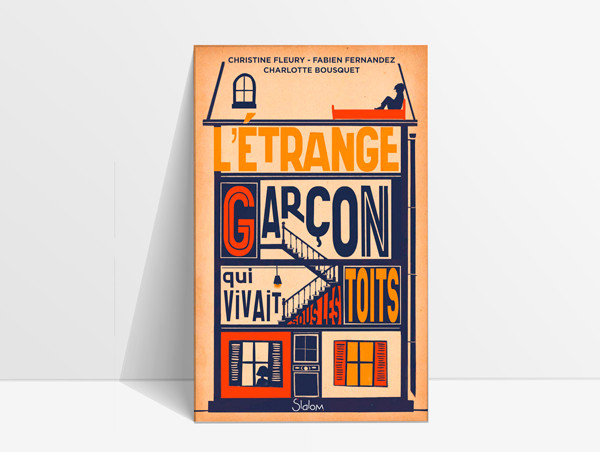 CHRISTINE FLEURY - FABIEN FERNANDEZ
CHARLOTTE BOUSQUET
L'ÉTRANGE
GARÇON
qui
VIVAIT SOUS LES TOITS
Slalom